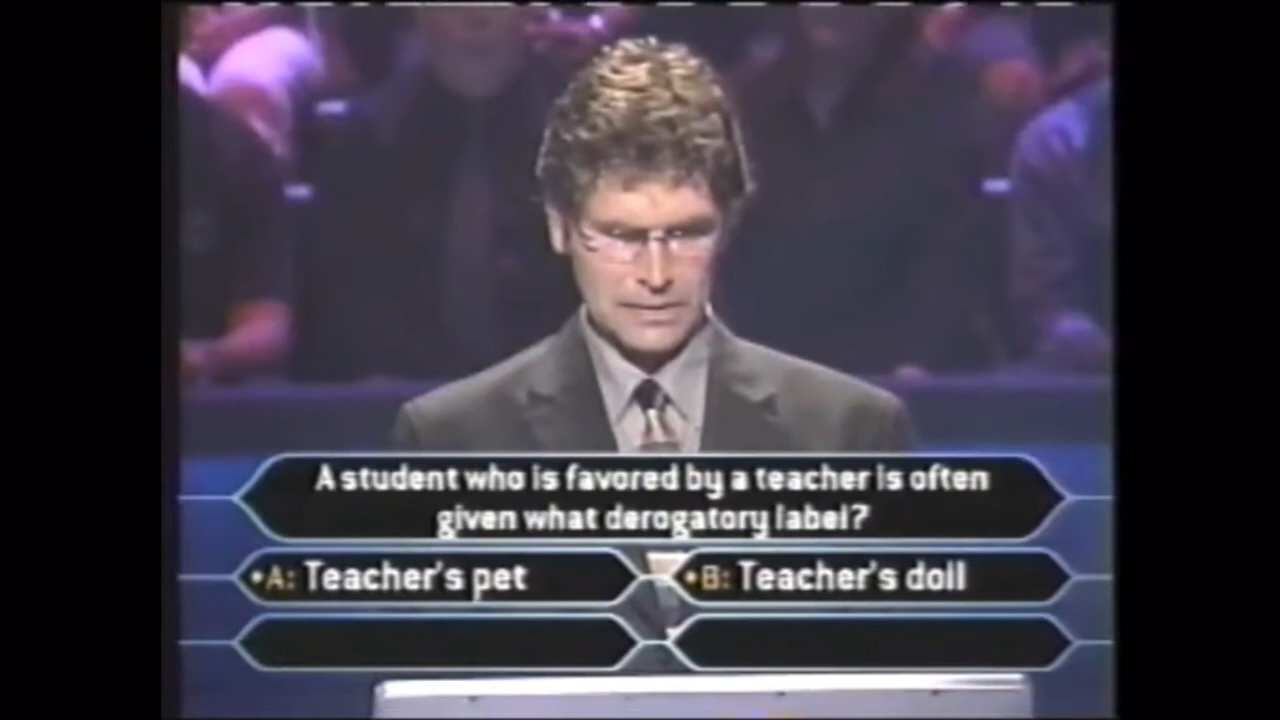 A student who is favored by a teacher is often
given what derogatory label?
A: Teacher's pet
B: Teacher's doll